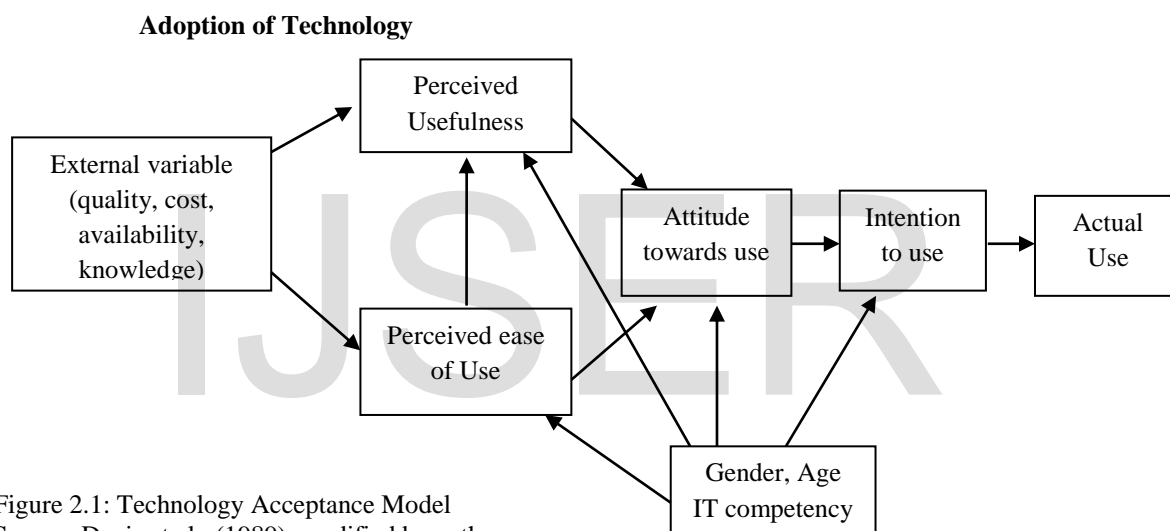 Adoption of Technology
Perceived
Usefulness
External variable
(quality, cost,
availability,
knowledge)
Attitude
towards use
Intention
to use
Actual
Use
Perceived ease
of Use
Gender, Age
IT competency
Figure 2.1: Technology Acceptance Model
IJSER